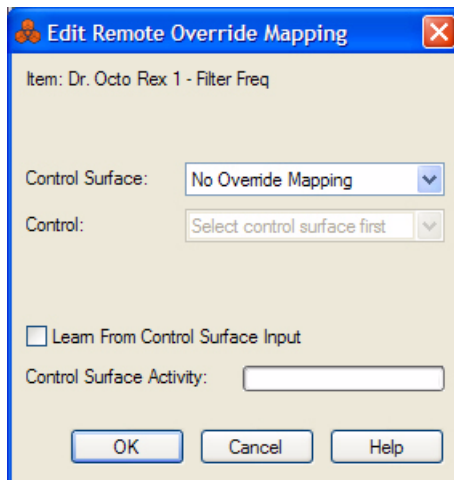 Edit Remote Override Mapping
Item: Dr. Octo Rex 1 - Filter Freq
Control Surface: No Override Mapping
Control: Select control surface first
Learn From Control Surface Input
Control Surface Activity:
OK Cancel Help